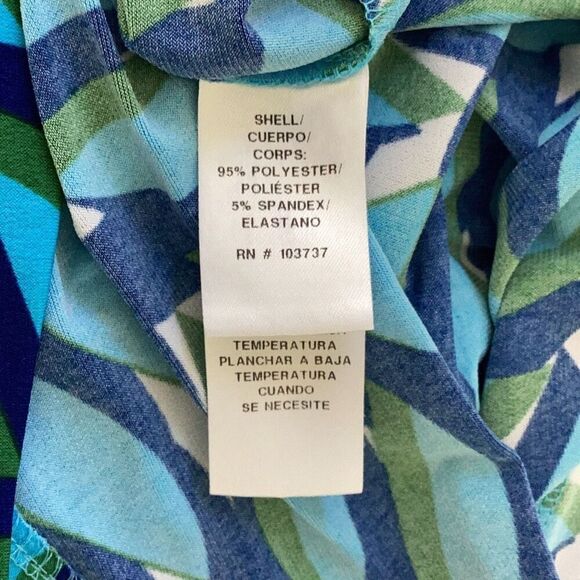 SHELL/
CUERPO/
CORPS:
95% POLYESTER/
POLIÉSTER
5% SPANDEX/
ELASTANO
RN # 103737
TEMPERATURA
PLANCHAR A BAJA
TEMPERATURA
CUANDO
SE NECESITE